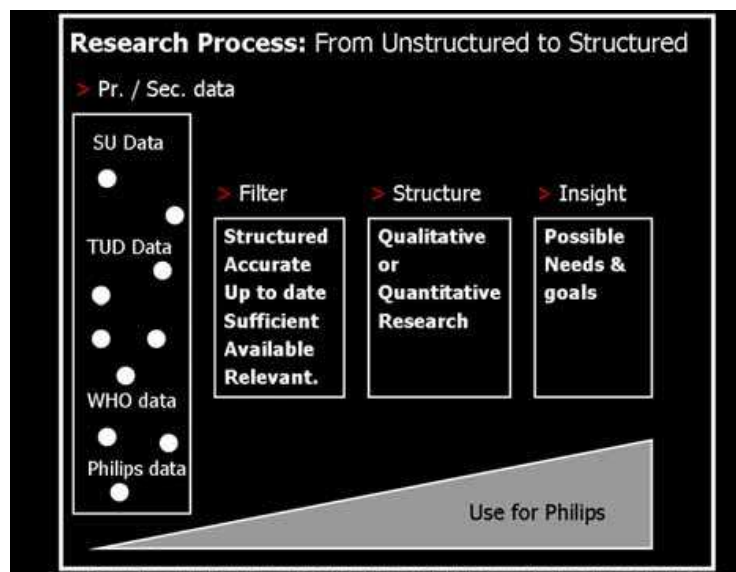 Research Process: From Unstructured to Structured
> Pr. / Sec. data
SU Data
TUD Data
WHO data
Philips data
> Filter
Structured
Accurate
Up to date
Sufficient
Available
Relevant.
> Structure
Qualitative
or
Quantitative
Research
> Insight
Possible
Needs &
goals
Use for Philips